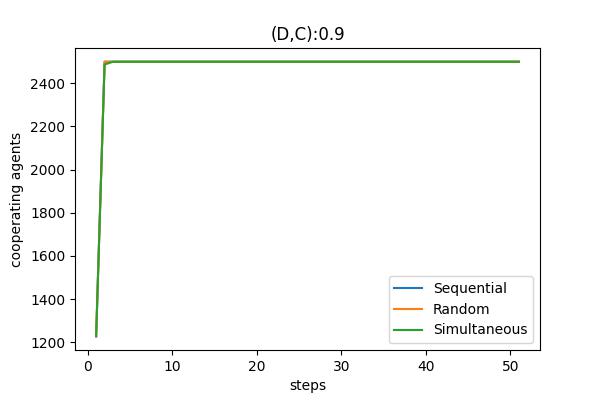 (D,C):0.9
cooperating agents
2400
2200
2000
1800
1600
1400
1200
0 10 20 30 40 50
steps
Sequential
Random
Simultaneous